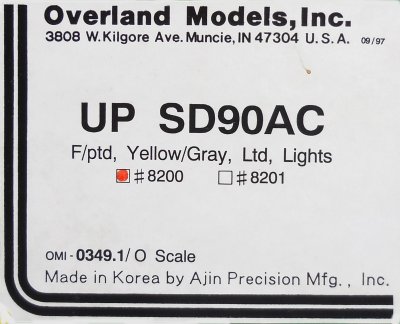 Overland Models, Inc.
3808 W. Kilgore Ave. Muncie, IN 47304 U.S.A. 09/97
UP SD90AC
F/ptd, Yellow/Gray, Ltd, Lights
#8200 #8201
OMI - 0349.1/ O Scale
Made in Korea by Ajin Precision Mfg., Inc.